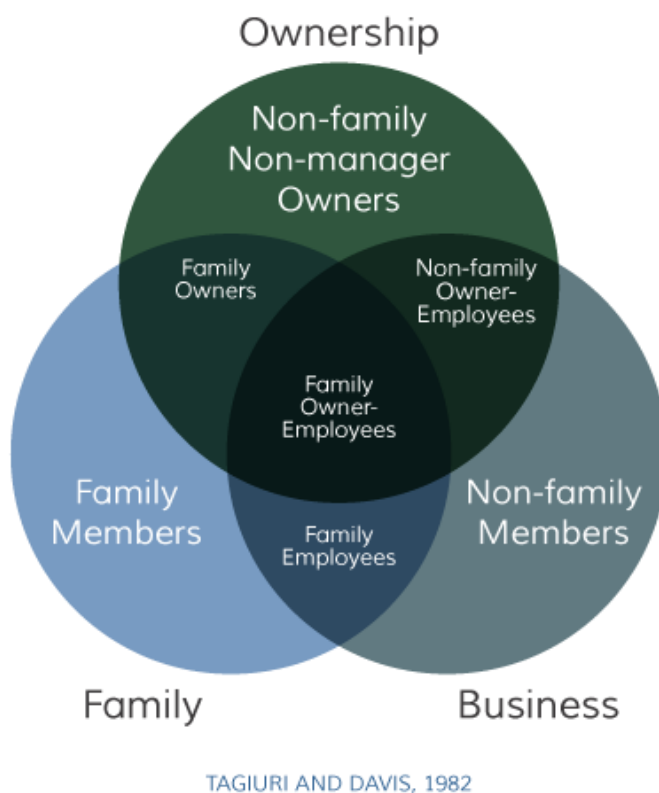 Ownership
Non-family
Non-manager
Owners
Family
Owners
Non-family
Owner-
Employees
Family
Owner-
Employees
Family
Members
Non-family
Members
Family
Employees
Family
Business
TAGIURI AND DAVIS, 1982